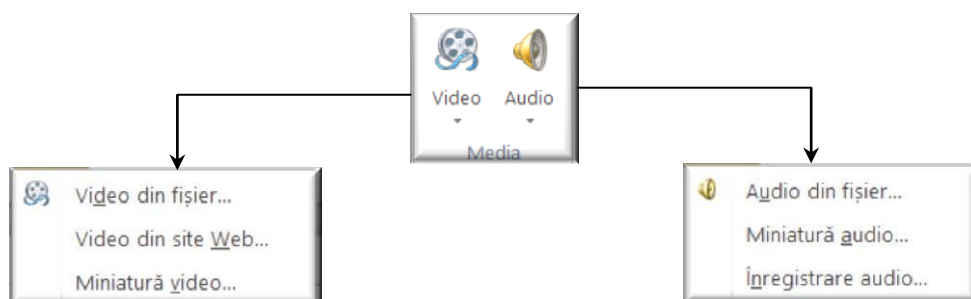 Video Audio
Media
Video din fișier...
Video din site Web...
Miniatură video...
Audio din fișier...
Miniatură audio...
Înregistrare audio...